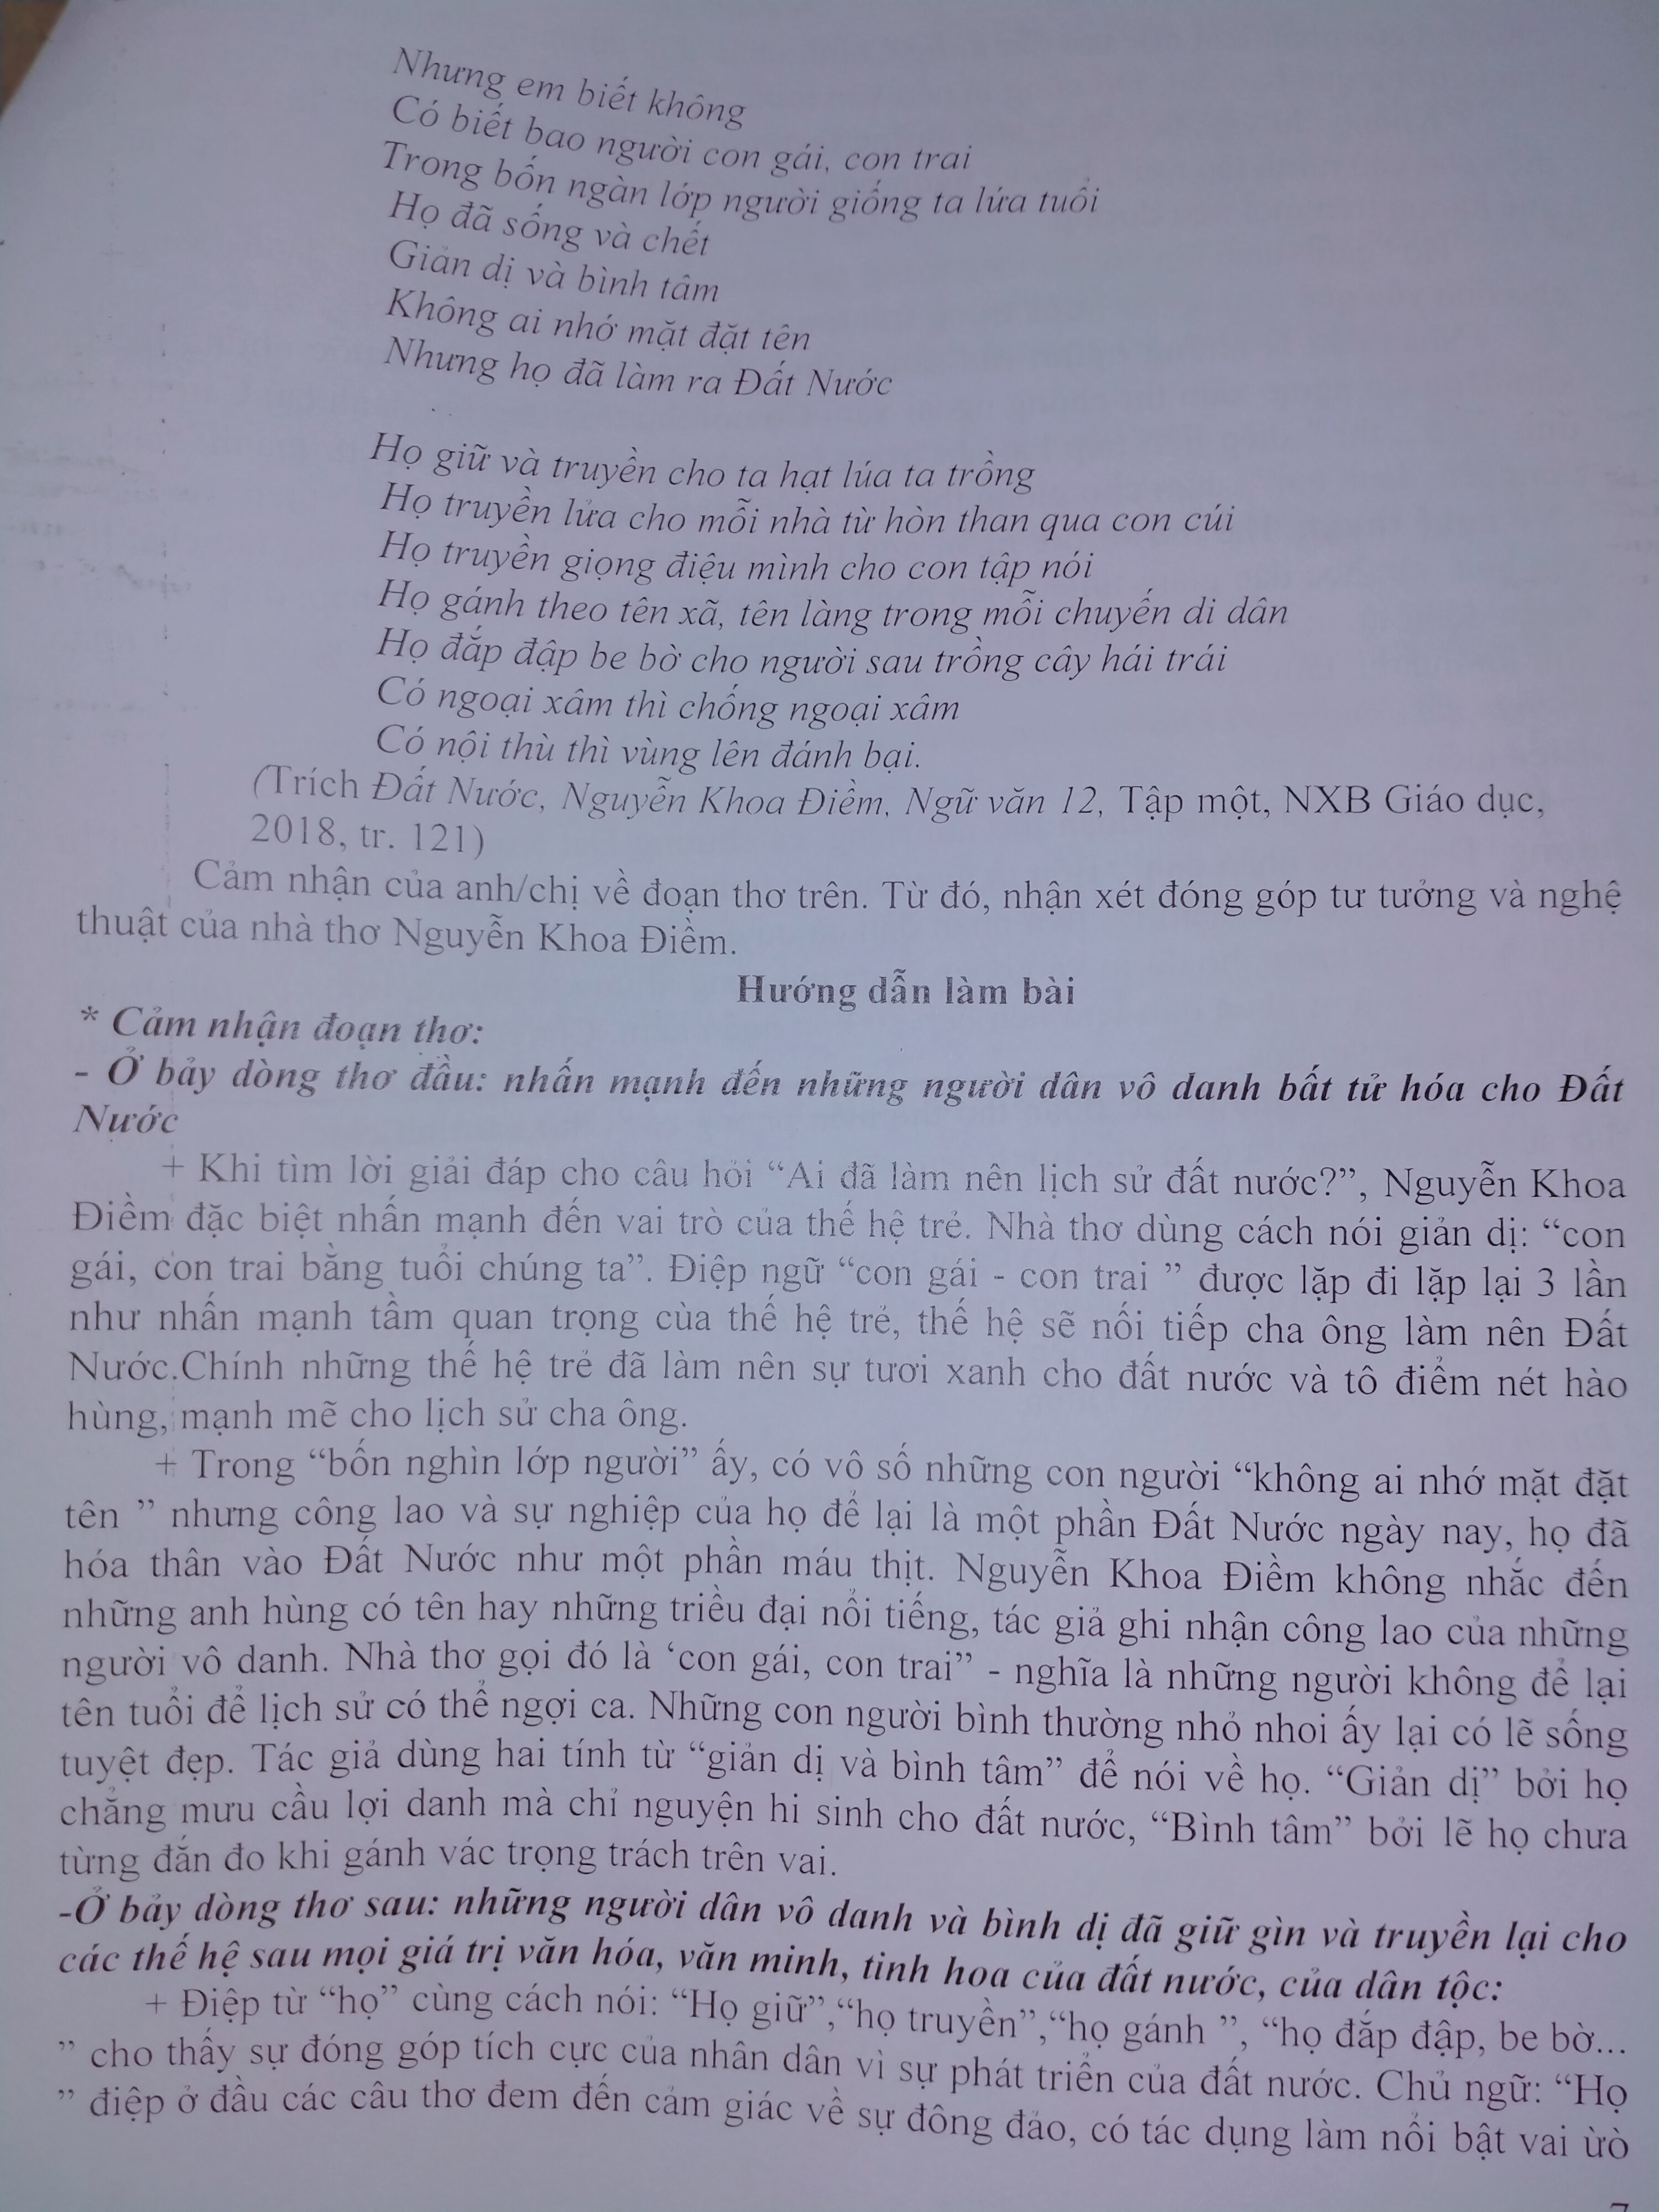 Nhưng em biết không
Có biết bao người con gái, con trai
Trong bốn ngàn lớp người giống ta lứa tuổi
Họ đã sống và chết
Giản dị và bình tâm
Không ai nhớ mặt đặt tên
Nhưng họ đã làm ra Đất Nước
Họ giữ và truyền cho ta hạt lúa ta trồng
Họ truyền lửa cho mỗi nhà từ hòn than qua con cúi
Họ truyền giọng điệu mình cho con tập nói
Họ gánh theo tên xã, tên làng trong mỗi chuyến di dân
Họ đắp đập be bờ cho người sau trồng cây hái trái
Có ngoại xâm thì chống ngoại xâm
Có nội thù thì vùng lên đánh bại.
(Trích Đất Nước, Nguyễn Khoa Điềm, Ngữ văn 12, Tập một, NXB Giáo dục,
2018, tr. 121)
Cảm nhận của anh/chị về đoạn thơ trên. Từ đó, nhận xét đóng góp tư tưởng và nghệ
thuật của nhà thơ Nguyễn Khoa Điềm.
Hướng dẫn làm bài
* Cảm nhận đoạn thơ:
- Ở bảy dòng thơ đầu: nhấn mạnh đến những người dân vô danh bất tử hóa cho Đất
Nước
+ Khi tìm lời giải đáp cho câu hỏi “Ai đã làm nên lịch sử đất nước?”, Nguyễn Khoa
Điềm đặc biệt nhấn mạnh đến vai trò của thế hệ trẻ. Nhà thơ dùng cách nói giản dị: “con
gái, con trai bằng tuổi chúng ta”. Điệp ngữ “con gái - con trai ” được lặp đi lặp lại 3 lần
như nhấn mạnh tầm quan trọng cùa thế hệ trẻ, thế hệ sẽ nối tiếp cha ông làm nên Đất
Nước.Chính những thế hệ trẻ đã làm nên sự tươi xanh cho đất nước và tô điểm nét hào
hùng, mạnh mẽ cho lịch sử cha ông.
+ Trong “bốn nghìn lớp người” ấy, có vô số những con người “không ai nhớ mặt đặt
tên ” nhưng công lao và sự nghiệp của họ để lại là một phần Đất Nước ngày nay, họ đã
hóa thân vào Đất Nước như một phần máu thịt. Nguyễn Khoa Điềm không nhắc đến
những anh hùng có tên hay những triều đại nổi tiếng, tác giả ghi nhận công lao của những
người vô danh. Nhà thơ gọi đó là ‘con gái, con trai” - nghĩa là những người không để lại
tên tuổi để lịch sử có thể ngợi ca. Những con người bình thường nhỏ nhoi ấy lại có lẽ sống
tuyệt đẹp. Tác giả dùng hai tính từ “giản dị và bình tâm” để nói về họ. “Giản dị” bởi họ
chẳng mưu cầu lợi danh mà chỉ nguyện hi sinh cho đất nước, “Bình tâm” bởi lẽ họ chưa
từng đắn đo khi gánh vác trọng trách trên vai.
-Ở bảy dòng thơ sau: những người dân vô danh và bình dị đã giữ gìn và truyền lại cho
các thế hệ sau mọi giá trị văn hóa, văn minh, tinh hoa của đất nước, của dân tộc:
+ Điệp từ “họ” cùng cách nói: “Họ giữ”,“họ truyền”,“họ gánh ”, “họ đắp đập, be bờ...
” cho thấy sự đóng góp tích cực của nhân dân vì sự phát triển của đất nước. Chủ ngữ: “Họ
” điệp ở đầu các câu thơ đem đến cảm giác về sự đông đảo, có tác dụng làm nổi bật vai ừò